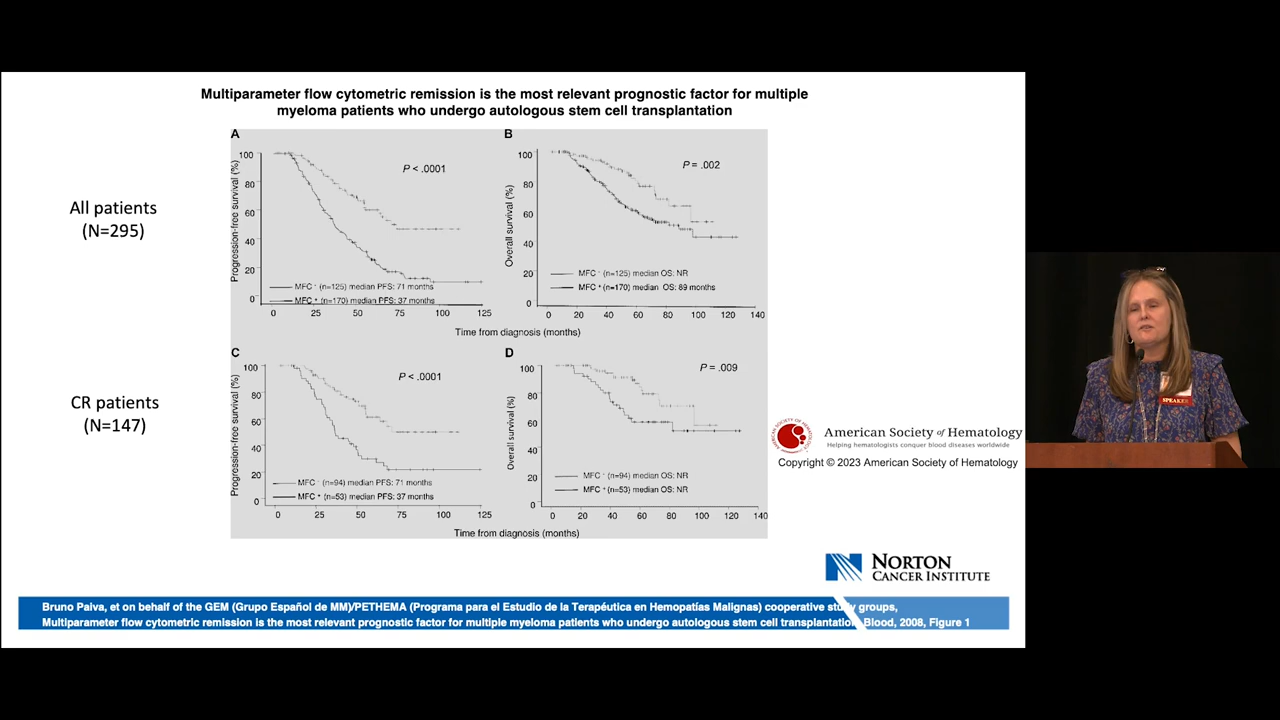 Multiparameter flow cytometric remission is the most relevant prognostic factor for multiple
myeloma patients who undergo autologous stem cell transplantation
All patients
(N=295)
A
Progression-free survival (%)
100
80
60
40
20
0
P < .0001
MFC - (n=125) median PFS: 71 months
MFC + (n=170) median PFS: 37 months
0 25 50 75 100 125
B
Overall survival (%)
100
80
60
40
20
0
P = .002
MFC - (n=125) median OS: NR
MFC + (n=170) median OS: 89 months
0 20 40 60 80 100 120 140
Time from diagnosis (months)
CR patients
(N=147)
C
Progression-free survival (%)
100
80
60
40
20
0
P < .0001
MFC - (n=94) median PFS: 71 months
MFC + (n=53) median PFS: 37 months
0 25 50 75 100 125
D
Overall survival (%)
100
80
60
40
20
0
P = .009
MFC - (n=94) median OS: NR
MFC + (n=53) median OS: NR
0 20 40 60 80 100 120 140
Time from diagnosis (months)
AMERICAN SOCIETY OF HEMATOLOGY
American Society of Hematology
Helping hematologists conquer blood diseases worldwide
Copyright © 2023 American Society of Hematology
NORTON
CANCER INSTITUTE
Bruno Paiva, et on behalf of the GEM (Grupo Español de MM)/PETHEMA (Programa para el Estudio de la Terapéutica en Hemopatías Malignas) cooperative study groups,
Multiparameter flow cytometric remission is the most relevant prognostic factor for multiple myeloma patients who undergo autologous stem cell transplantation, Blood, 2008, Figure 1
SPEAKER